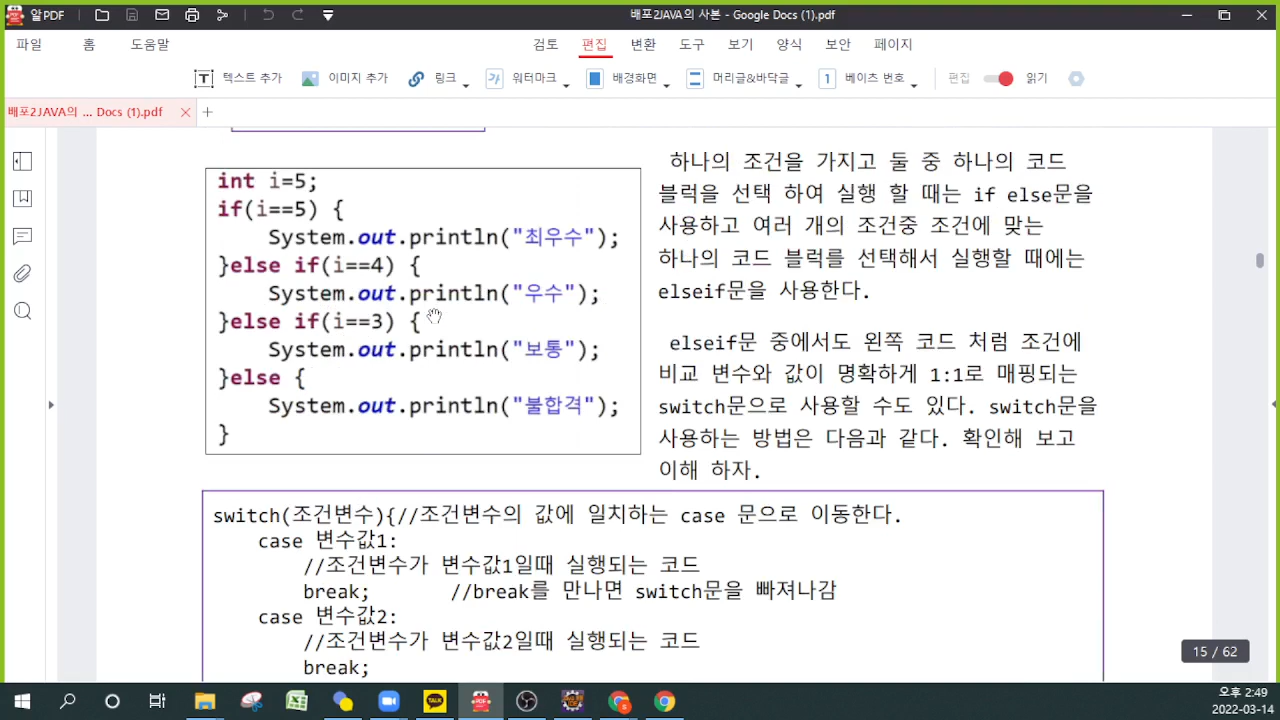 알PDF
배포2JAVA의 사본 - Google Docs (1).pdf
파일 홈 도움말 검토 편집 변환 도구 보기 양식 보안 페이지
텍스트 추가 이미지 추가 링크 워터마크 배경화면 머리글&바닥글 베이츠 번호 편집 읽기
배포2JAVA의 ... Docs (1).pdf
int i=5;
if(i==5) {
System.out.println("최우수");
}else if(i==4) {
System.out.println("우수");
}else if(i==3) {
System.out.println("보통");
}else {
System.out.println("불합격");
}
하나의 조건을 가지고 둘 중 하나의 코드
블럭을 선택 하여 실행 할 때는 if else문을
사용하고 여러 개의 조건중 조건에 맞는
하나의 코드 블럭를 선택해서 실행할 때에는
elseif문을 사용한다.
elseif문 중에서도 왼쪽 코드 처럼 조건에
비교 변수와 값이 명확하게 1:1로 매핑되는
switch문으로 사용할 수도 있다. switch문을
사용하는 방법은 다음과 같다. 확인해 보고
이해 하자.
switch(조건변수){//조건변수의 값에 일치하는 case 문으로 이동한다.
case 변수값1:
//조건변수가 변수값1일때 실행되는 코드
break; //break를 만나면 switch문을 빠져나감
case 변수값2:
//조건변수가 변수값2일때 실행되는 코드
break;
15 / 62
오후 2:49
2022-03-14